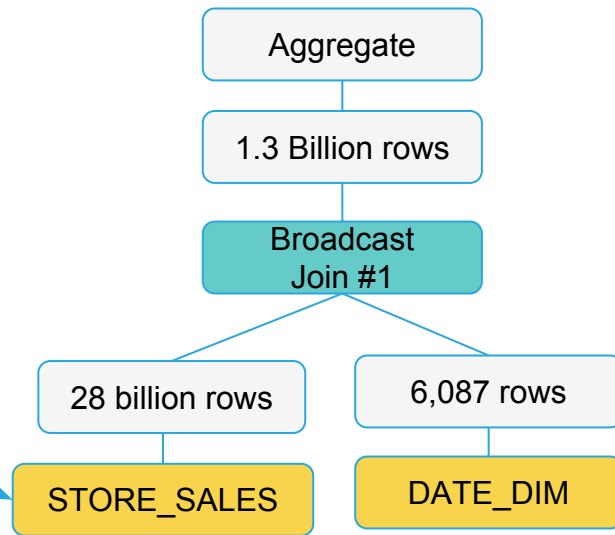 Aggregate
1.3 Billion rows
Broadcast
Join #1
28 billion rows
6,087 rows
STORE_SALES
DATE_DIM